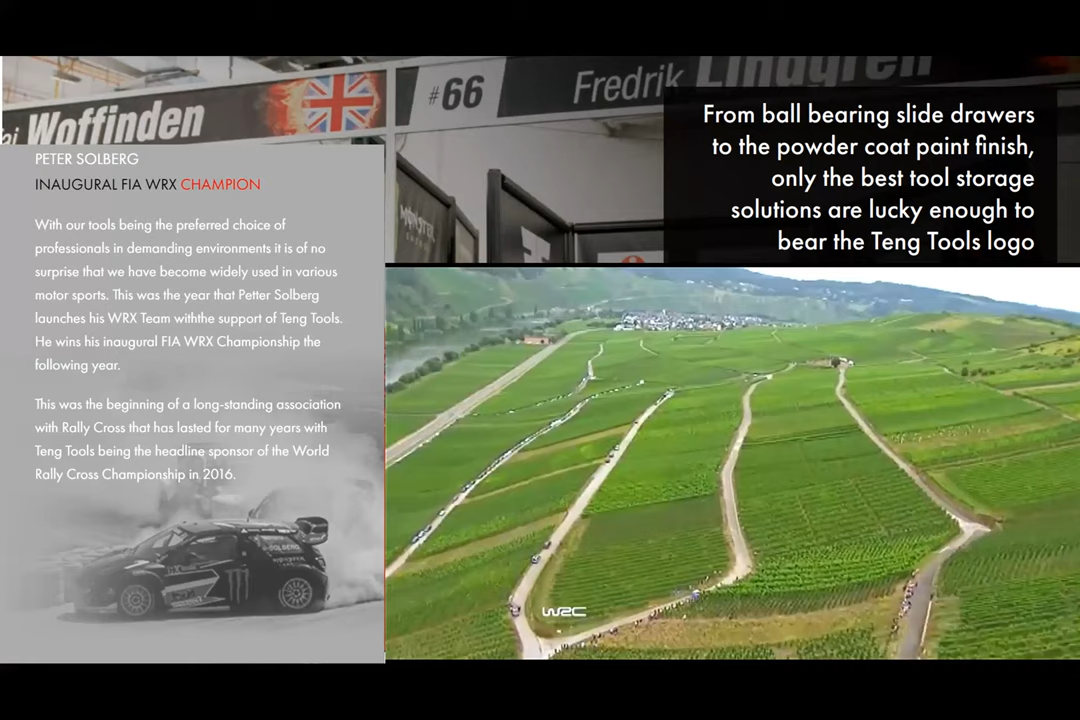 Woffinden
#66
Fredrik Lindgren
From ball bearing slide drawers
to the powder coat paint finish,
only the best tool storage
solutions are lucky enough to
bear the Teng Tools logo
PETER SOLBERG
INAUGURAL FIA WRX CHAMPION
With our tools being the preferred choice of
professionals in demanding environments it is of no
surprise that we have become widely used in various
motor sports. This was the year that Petter Solberg
launches his WRX Team withthe support of Teng Tools.
He wins his inaugural FIA WRX Championship the
following year.
This was the beginning of a long-standing association
with Rally Cross that has lasted for many years with
Teng Tools being the headline sponsor of the World
Rally Cross Championship in 2016.
MONSTER
P.SOLBERG
WRC